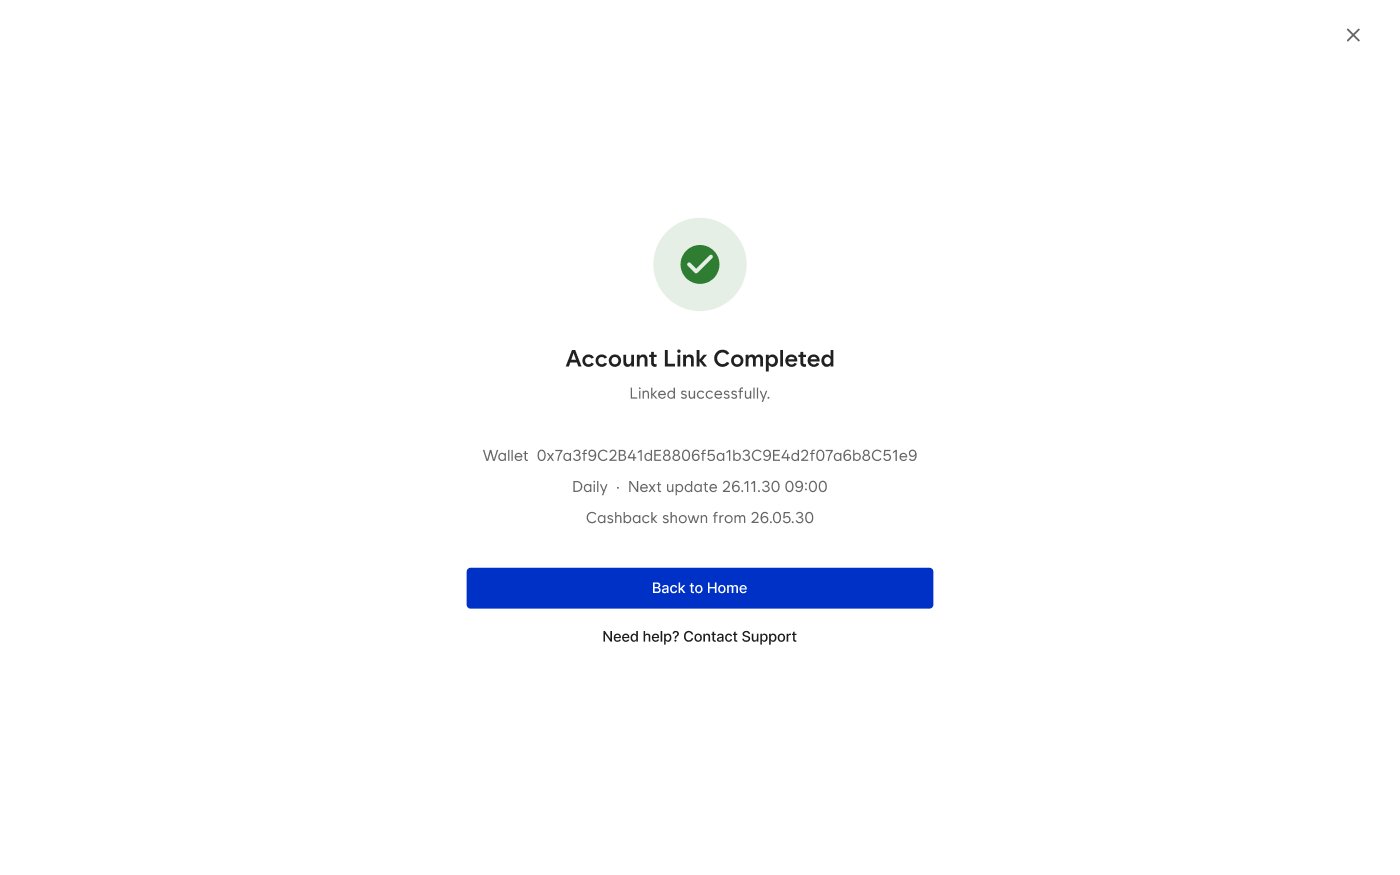 Account Link Completed
Linked successfully.
Wallet 0x7a3f9C2B41dE8806f5a1b3C9E4d2f07a6b8C51e9
Daily · Next update 26.11.30 09:00
Cashback shown from 26.05.30
Back to Home
Need help? Contact Support